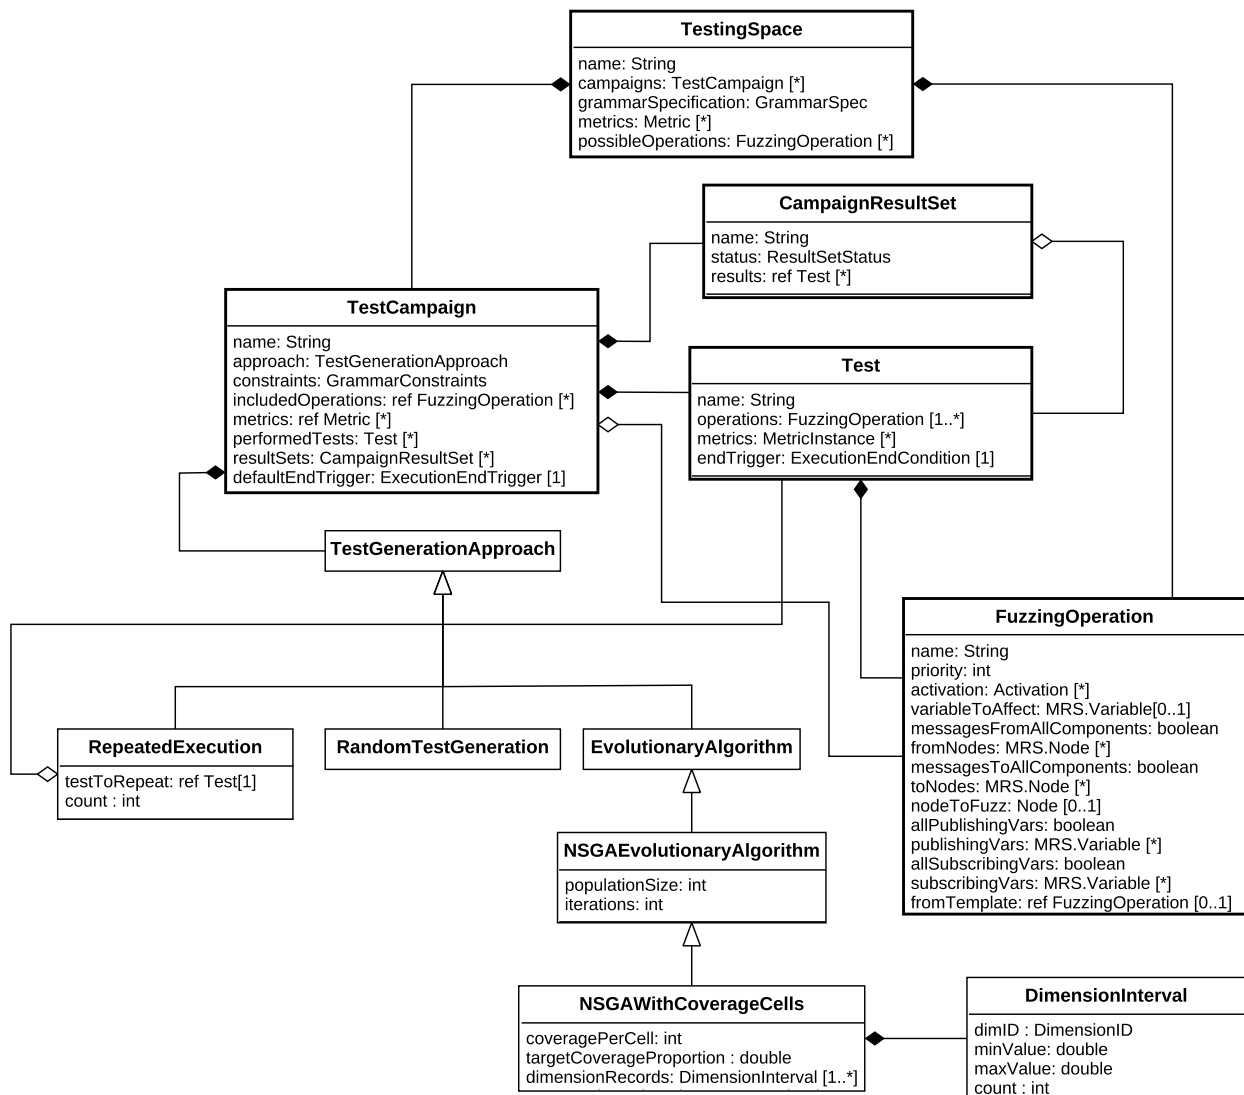 TestingSpace
name: String
campaigns: TestCampaign [*]
grammarSpecification: GrammarSpec
metrics: Metric [*]
possibleOperations: FuzzingOperation [*]
CampaignResultSet
name: String
status: ResultSetStatus
results: ref Test [*]
TestCampaign
name: String
approach: TestGenerationApproach
constraints: GrammarConstraints
includedOperations: ref FuzzingOperation [*]
metrics: ref Metric [*]
performedTests: Test [*]
resultSets: CampaignResultSet [*]
defaultEndTrigger: ExecutionEndTrigger [1]
Test
name: String
operations: FuzzingOperation [1..*]
metrics: MetricInstance [*]
endTrigger: ExecutionEndCondition [1]
TestGenerationApproach
FuzzingOperation
name: String
priority: int
activation: Activation [*]
variableToAffect: MRS.Variable[0..1]
messagesFromAllComponents: boolean
fromNodes: MRS.Node [*]
messagesToAllComponents: boolean
toNodes: MRS.Node [*]
nodeToFuzz: Node [0..1]
allPublishingVars: boolean
publishingVars: MRS.Variable [*]
allSubscribingVars: boolean
subscribingVars: MRS.Variable [*]
fromTemplate: ref FuzzingOperation [0..1]
RepeatedExecution
testToRepeat: ref Test[1]
count : int
RandomTestGeneration
EvolutionaryAlgorithm
NSGAEvolutionaryAlgorithm
populationSize: int
iterations: int
NSGAWithCoverageCells
coveragePerCell: int
targetCoverageProportion : double
dimensionRecords: DimensionInterval [1..*]
DimensionInterval
dimID : DimensionID
minValue: double
maxValue: double
count : int